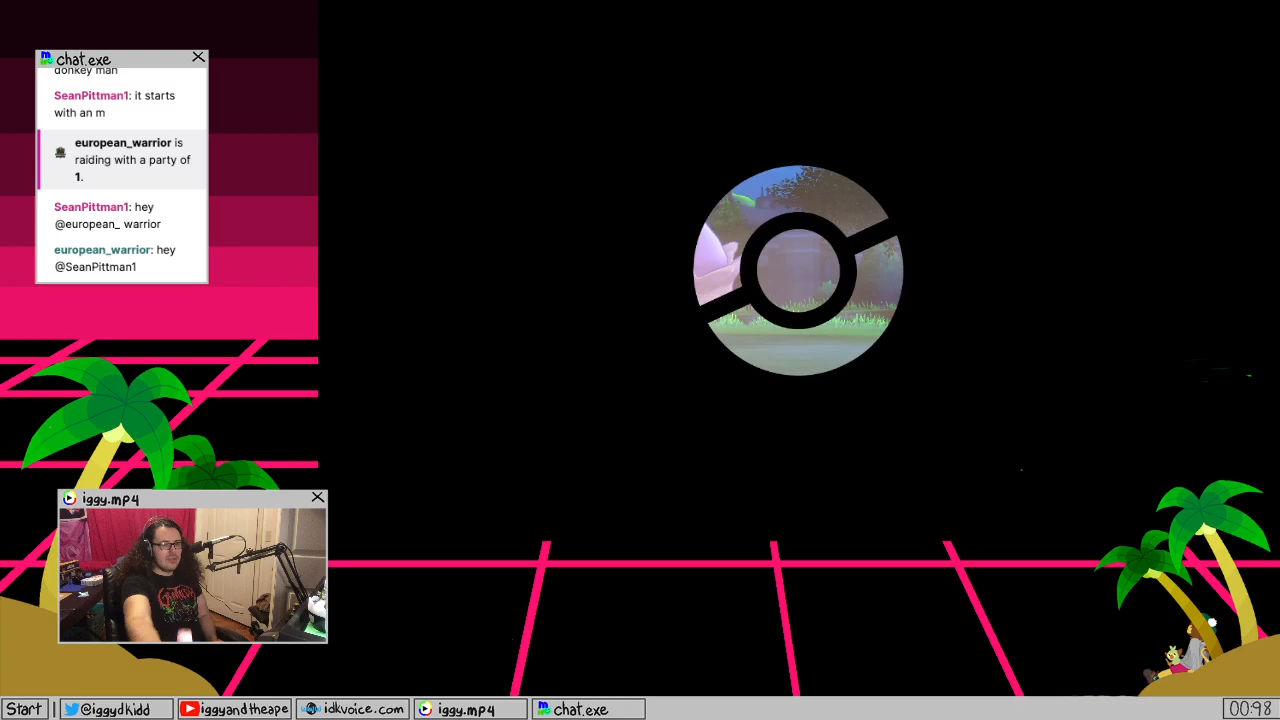 chat.exe
donkey man
SeanPittman1: it starts
with an m
european_warrior is
raiding with a party of
1.
SeanPittman1: hey
@european_ warrior
european_warrior: hey
@SeanPittman1
iggy.mp4
Start | @iggydkidd iggyandtheape idkvoice.com iggy.mp4 chat.exe 00:98